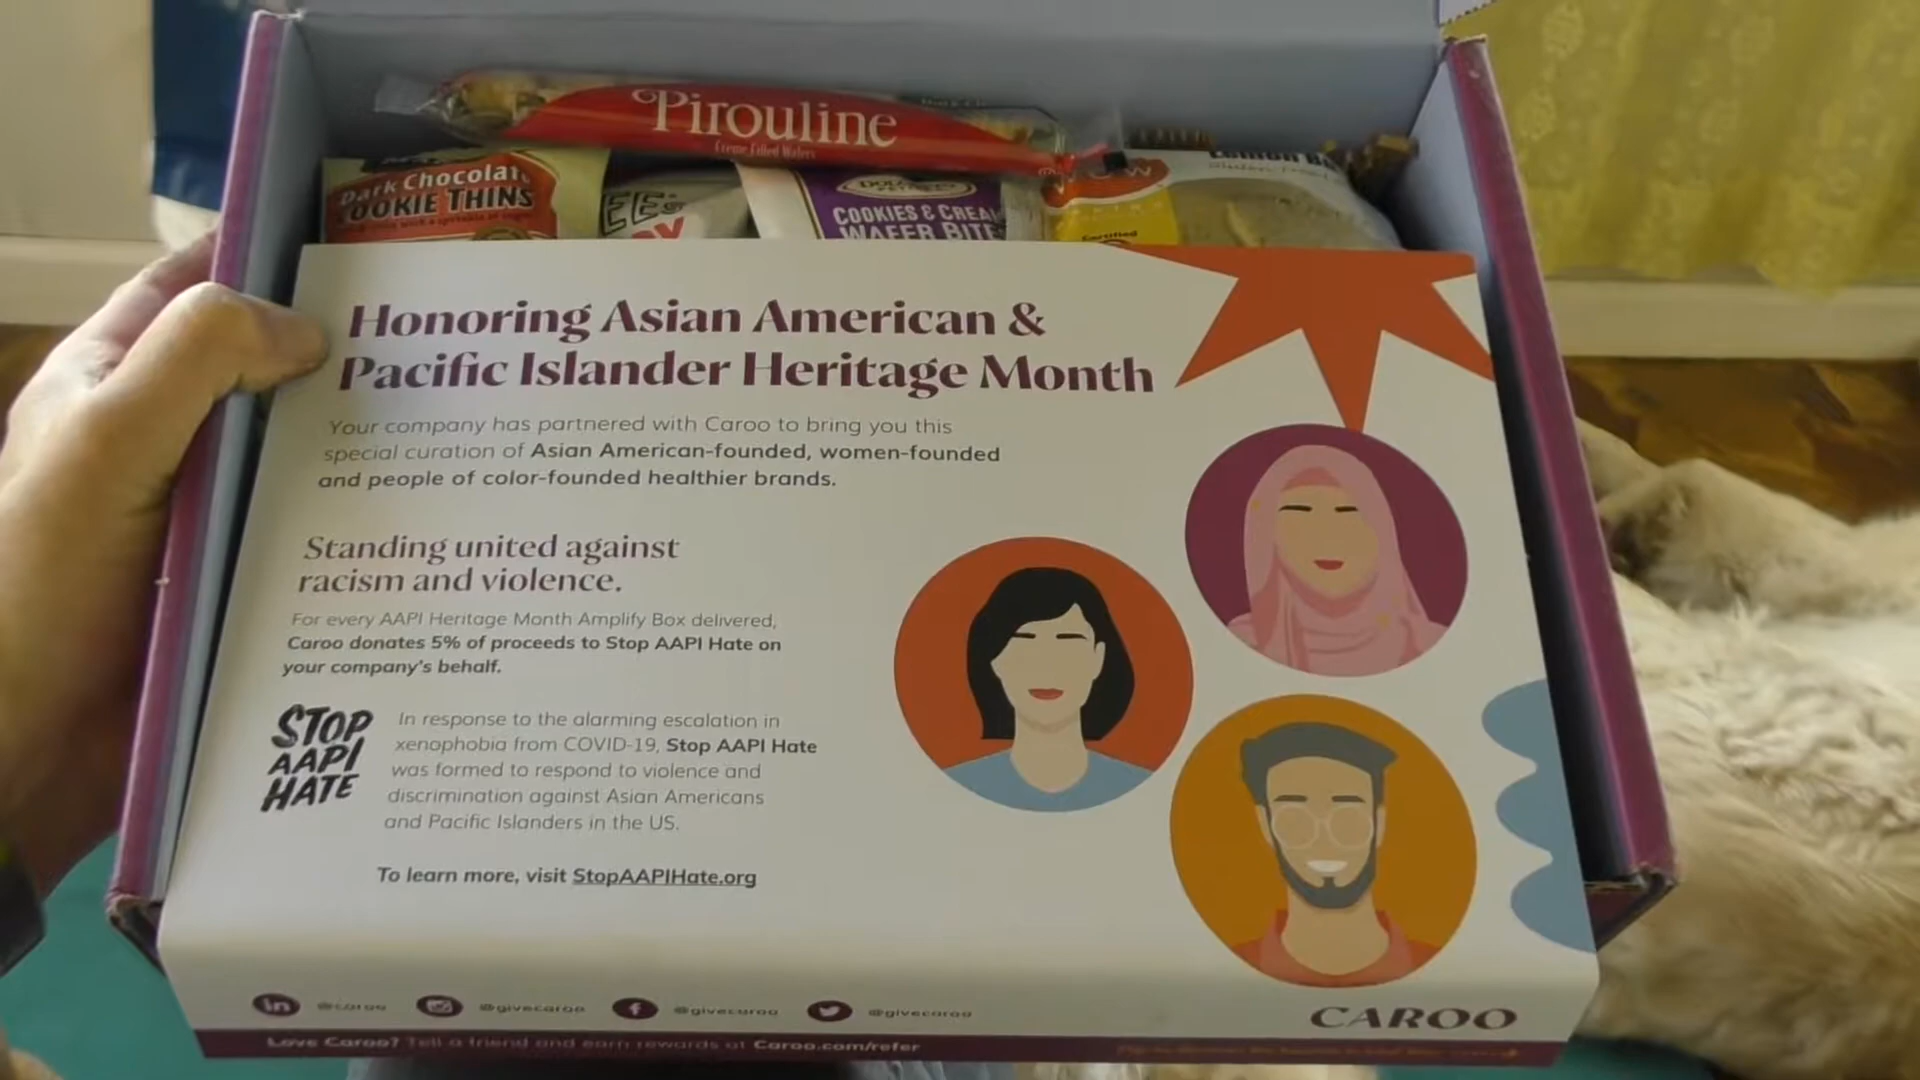 Pirouline
Creme Filled Wafers
Dark Chocolate
COOKIE THINS
COOKIES & CREAM
WAFER BITES
Certified
Honoring Asian American &
Pacific Islander Heritage Month
Your company has partnered with Caroo to bring you this
special curation of Asian American-founded, women-founded
and people of color-founded healthier brands.
Standing united against
racism and violence.
For every AAPI Heritage Month Amplify Box delivered,
Caroo donates 5% of proceeds to Stop AAPI Hate on
your company's behalf.
STOP
AAPI
HATE
In response to the alarming escalation in
xenophobia from COVID-19, Stop AAPI Hate
was formed to respond to violence and
discrimination against Asian Americans
and Pacific Islanders in the US.
To learn more, visit StopAAPIHate.org
in @caroo @givecaroo f @givecaroo @givecaroo
CAROO
Love Caroo? Tell a friend and earn rewards at Caroo.com/refer